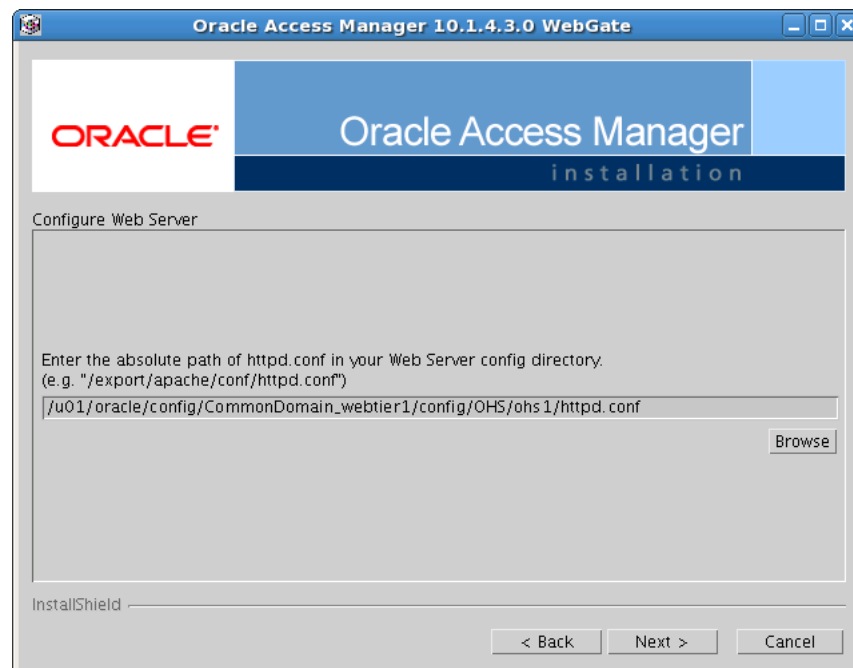 Oracle Access Manager 10.1.4.3.0 WebGate
ORACLE
Oracle Access Manager
installation
Configure Web Server
Enter the absolute path of httpd.conf in your Web Server config directory.
(e.g. "/export/apache/conf/httpd.conf")
/u01/oracle/config/CommonDomain_webtier1/config/OHS/ohs1/httpd.conf
Browse
InstallShield
< Back Next > Cancel